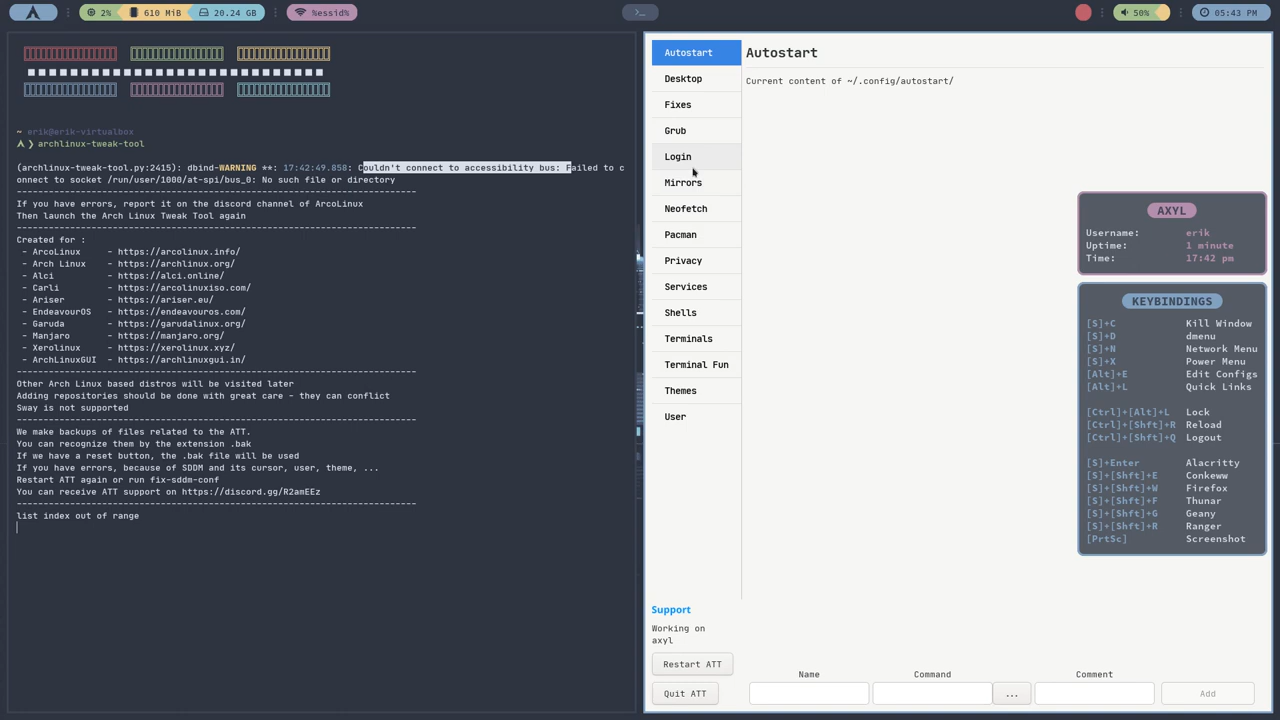 2%
610 MiB
20.24 GB
%essid%
>_
50%
05:43 PM
~ erik@erik-virtualbox
❯ archlinux-tweak-tool
(archlinux-tweak-tool.py:2415): dbind-WARNING **: 17:42:49.858: Couldn't connect to accessibility bus: Failed to c
onnect to socket /run/user/1000/at-spi/bus_0: No such file or directory
--------------------------------------------------------------------------
If you have errors, report it on the discord channel of ArcoLinux
Then launch the Arch Linux Tweak Tool again
--------------------------------------------------------------------------
Created for :
- ArcoLinux - https://arcolinux.info/
- Arch Linux - https://archlinux.org/
- Alci - https://alci.online/
- Carli - https://arcolinuxiso.com/
- Ariser - https://ariser.eu/
- EndeavourOS - https://endeavouros.com/
- Garuda - https://garudalinux.org/
- Manjaro - https://manjaro.org/
- Xerolinux - https://xerolinux.xyz/
- ArchLinuxGUI - https://archlinuxgui.in/
--------------------------------------------------------------------------
Other Arch Linux based distros will be visited later
Adding repositories should be done with great care - they can conflict
Sway is not supported
--------------------------------------------------------------------------
We make backups of files related to the ATT.
You can recognize them by the extension .bak
If we have a reset button, the .bak file will be used
If you have errors, because of SDDM and its cursor, user, theme, ...
Restart ATT again or run fix-sddm-conf
You can receive ATT support on https://discord.gg/R2amEEz
--------------------------------------------------------------------------
list index out of range
Autostart
Desktop
Fixes
Grub
Login
Mirrors
Neofetch
Pacman
Privacy
Services
Shells
Terminals
Terminal Fun
Themes
User
Support
Working on
axyl
Restart ATT
Quit ATT
Autostart
Current content of ~/.config/autostart/
Name
Command
Comment
...
Add
AXYL
Username: erik
Uptime: 1 minute
Time: 17:42 pm
KEYBINDINGS
[S]+C Kill Window
[S]+D dmenu
[S]+N Network Menu
[S]+X Power Menu
[Alt]+E Edit Configs
[Alt]+L Quick Links
[Ctrl]+[Alt]+L Lock
[Ctrl]+[Shft]+R Reload
[Ctrl]+[Shft]+Q Logout
[S]+Enter Alacritty
[S]+[Shft]+E Conkeww
[S]+[Shft]+W Firefox
[S]+[Shft]+F Thunar
[S]+[Shft]+G Geany
[S]+[Shft]+R Ranger
[PrtSc] Screenshot